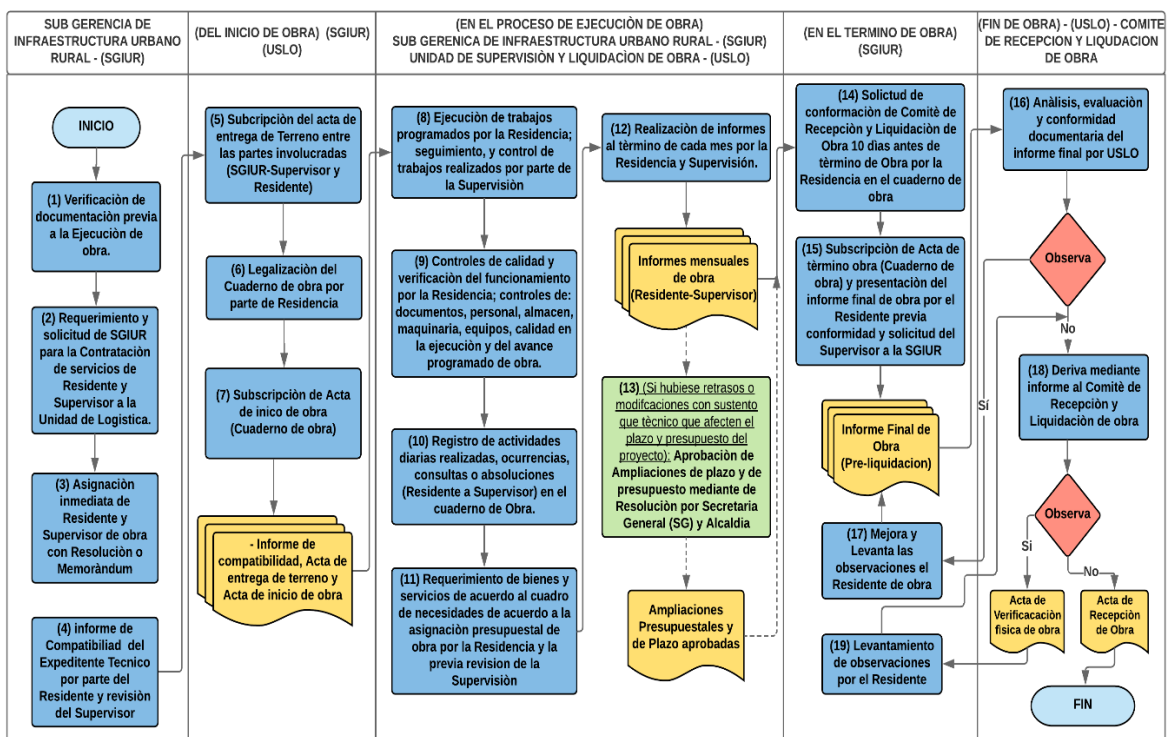 SUB GERENCIA DE
INFRAESTRUCTURA URBANO
RURAL - (SGIUR)
(DEL INICIO DE OBRA) (SGIUR)
(USLO)
(EN EL PROCESO DE EJECUCIÒN DE OBRA)
SUB GERENICA DE INFRAESTRUCTURA URBANO RURAL - (SGIUR)
UNIDAD DE SUPERVISIÒN Y LIQUIDACÌON DE OBRA - (USLO)
(EN EL TERMINO DE OBRA)
(SGIUR)
(FIN DE OBRA) - (USLO) - COMITE
DE RECEPCION Y LIQUDACION
DE OBRA
INICIO
(1) Verificaciòn de
documentaciòn previa
a la Ejecuciòn de
obra.
(2) Requerimiento y
solicitud de SGIUR
para la Contrataciòn
de servicios de
Residente y
Supervisor a la
Unidad de Logistica.
(3) Asignaciòn
inmediata de
Residente y
Supervisor de obra
con Resoluciòn o
Memoràndum
(4) informe de
Compatibiliad del
Expeditente Tecnico
por parte del
Residente y revisiòn
del Supervisor
(5) Subcripciòn del acta de
entrega de Terreno entre
las partes involucradas
(SGIUR-Supervisor y
Residente)
(6) Legalizaciòn del
Cuaderno de obra por
parte de Residencia
(7) Subscripciòn de Acta
de inico de obra
(Cuaderno de obra)
- Informe de
compatibilidad, Acta de
entrega de terreno y
Acta de inicio de obra
(8) Ejecuciòn de trabajos
programados por la Residencia;
seguimiento, y control de
trabajos realizados por parte de
la Supervisiòn
(9) Controles de calidad y
verificaciòn del funcionamiento
por la Residencia; controles de:
documentos, personal, almacen,
maquinaria, equipos, calidad en
la ejecuciòn y del avance
programado de obra.
(10) Registro de actividades
diarias realizadas, ocurrencias,
consultas o absoluciones
(Residente a Supervisor) en el
cuaderno de Obra.
(11) Requerimiento de bienes y
servicios de acuerdo al cuadro
de necesidades de acuerdo a la
asignaciòn presupuestal de
obra por la Residencia y la
previa revision de la
Supervisiòn
(12) Realizaciòn de informes
al tèrmino de cada mes por la
Residencia y Supervisión.
Informes mensuales
de obra
(Residente-Supervisor)
(13) (Si hubiese retrasos o
modifcaciones con sustento
que tècnico que afecten el
plazo y presupuesto del
proyecto): Aprobaciòn de
Ampliaciones de plazo y de
presupuesto mediante de
Resoluciòn por Secretaria
General (SG) y Alcaldia
Ampliaciones
Presupuestales y
de Plazo aprobadas
(14) Solictud de
conformaciòn de Comitè de
Recepciòn y Liquidaciòn de
Obra 10 dìas antes de
tèrmino de Obra por la
Residencia en el cuaderno de
obra
(15) Subscripciòn de Acta de
tèrmino obra (Cuaderno de
obra) y presentaciòn del
informe final de obra por el
Residente previa
conformidad y solicitud del
Supervisor a la SGIUR
Informe Final de
Obra
(Pre-liquidacion)
(17) Mejora y
Levanta las
observaciones el
Residente de obra
(19) Levantamiento
de observaciones
por el Residente
(16) Anàlisis, evaluaciòn
y conformidad
documentaria del
informe final por USLO
Observa
No
Sí
(18) Deriva mediante
informe al Comitè de
Recepciòn y
Liquidaciòn de obra
Observa
Si
No
Acta de
Verificacación
fisica de obra
Acta de
Recepciòn
de Obra
FIN